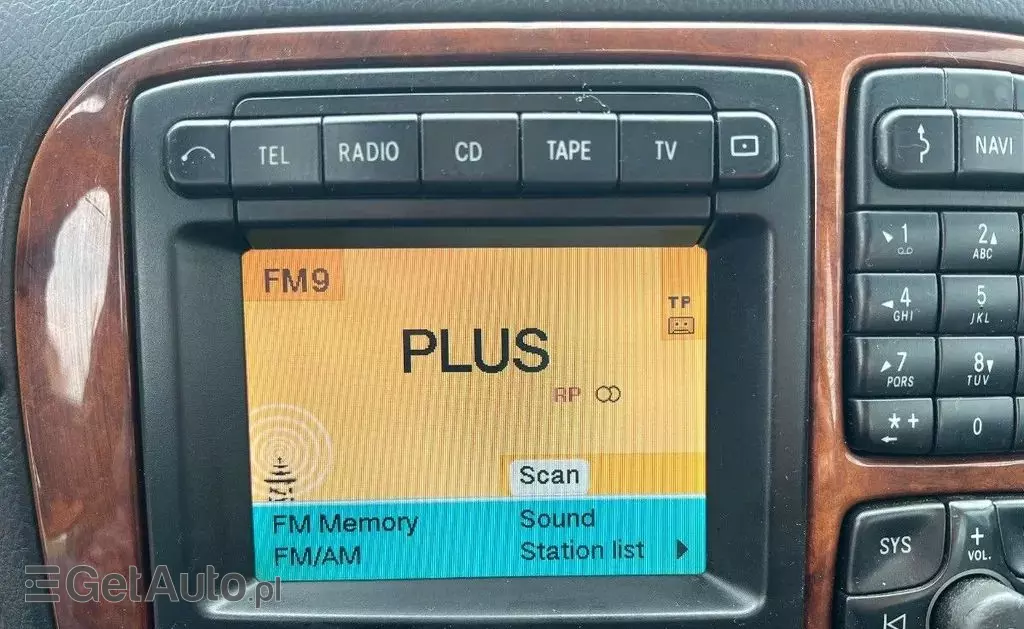 TEL RADIO CD TAPE TV
NAVI
FM9
TP
PLUS
RP
Scan
FM Memory Sound
FM/AM Station list
1 2 ABC
4 GHI 5 JKL
7 PQRS 8 TUV
* + 0
SYS + VOL.
GetAuto.pl